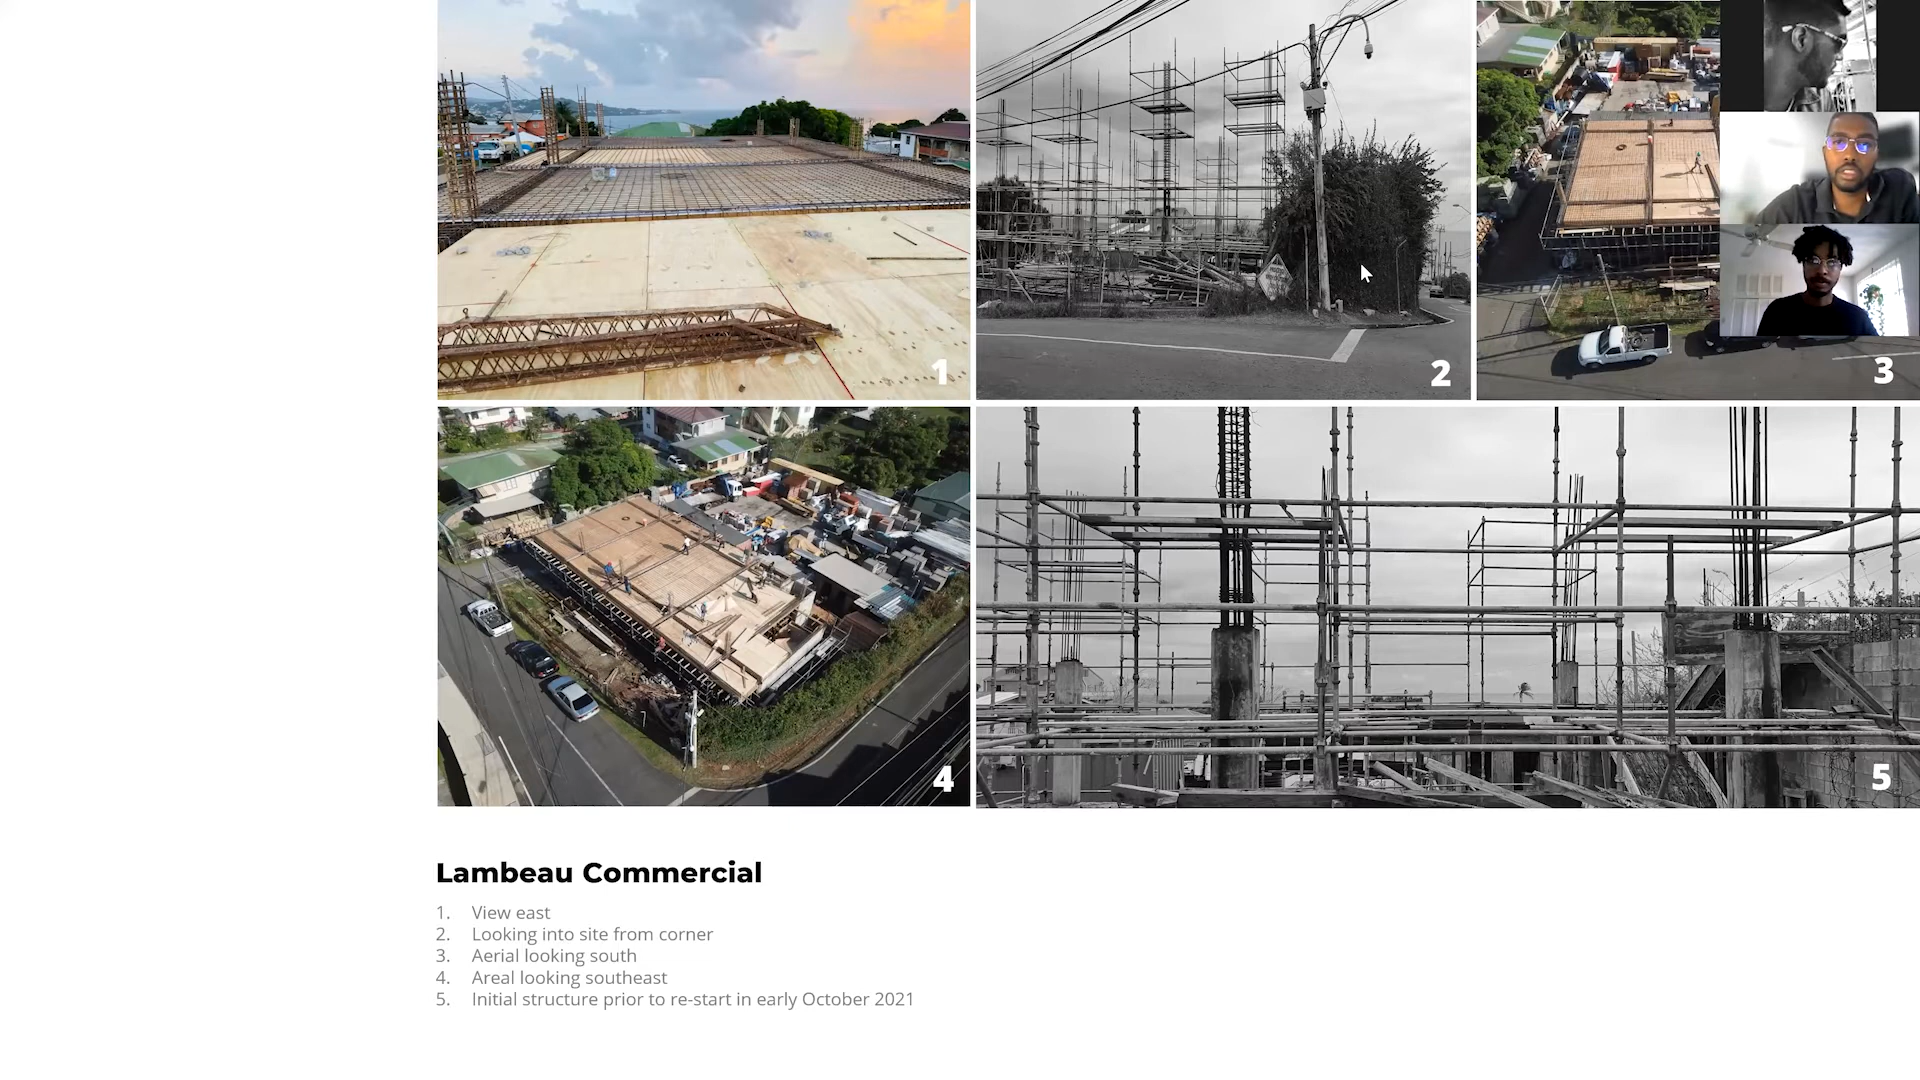 1
2
3
4
5
Lambeau Commercial
1. View east
2. Looking into site from corner
3. Aerial looking south
4. Areal looking southeast
5. Initial structure prior to re-start in early October 2021